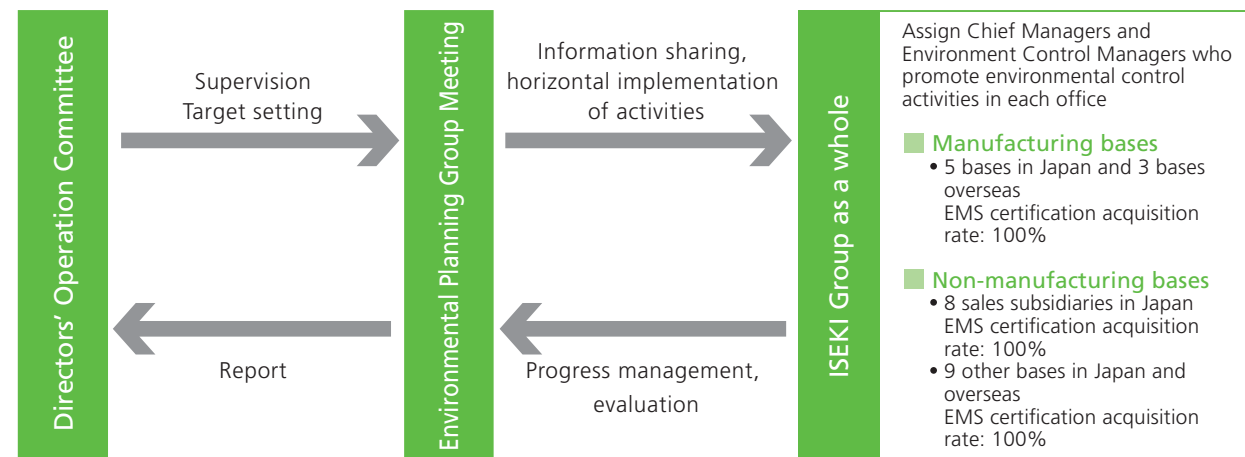 Directors' Operation Committee
Supervision
Target setting
Report
Environmental Planning Group Meeting
Information sharing,
horizontal implementation
of activities
Progress management,
evaluation
ISEKI Group as a whole
Assign Chief Managers and
Environment Control Managers who
promote environmental control
activities in each office
Manufacturing bases
• 5 bases in Japan and 3 bases
overseas
EMS certification acquisition
rate: 100%
Non-manufacturing bases
• 8 sales subsidiaries in Japan
EMS certification acquisition
rate: 100%
• 9 other bases in Japan and
overseas
EMS certification acquisition
rate: 100%